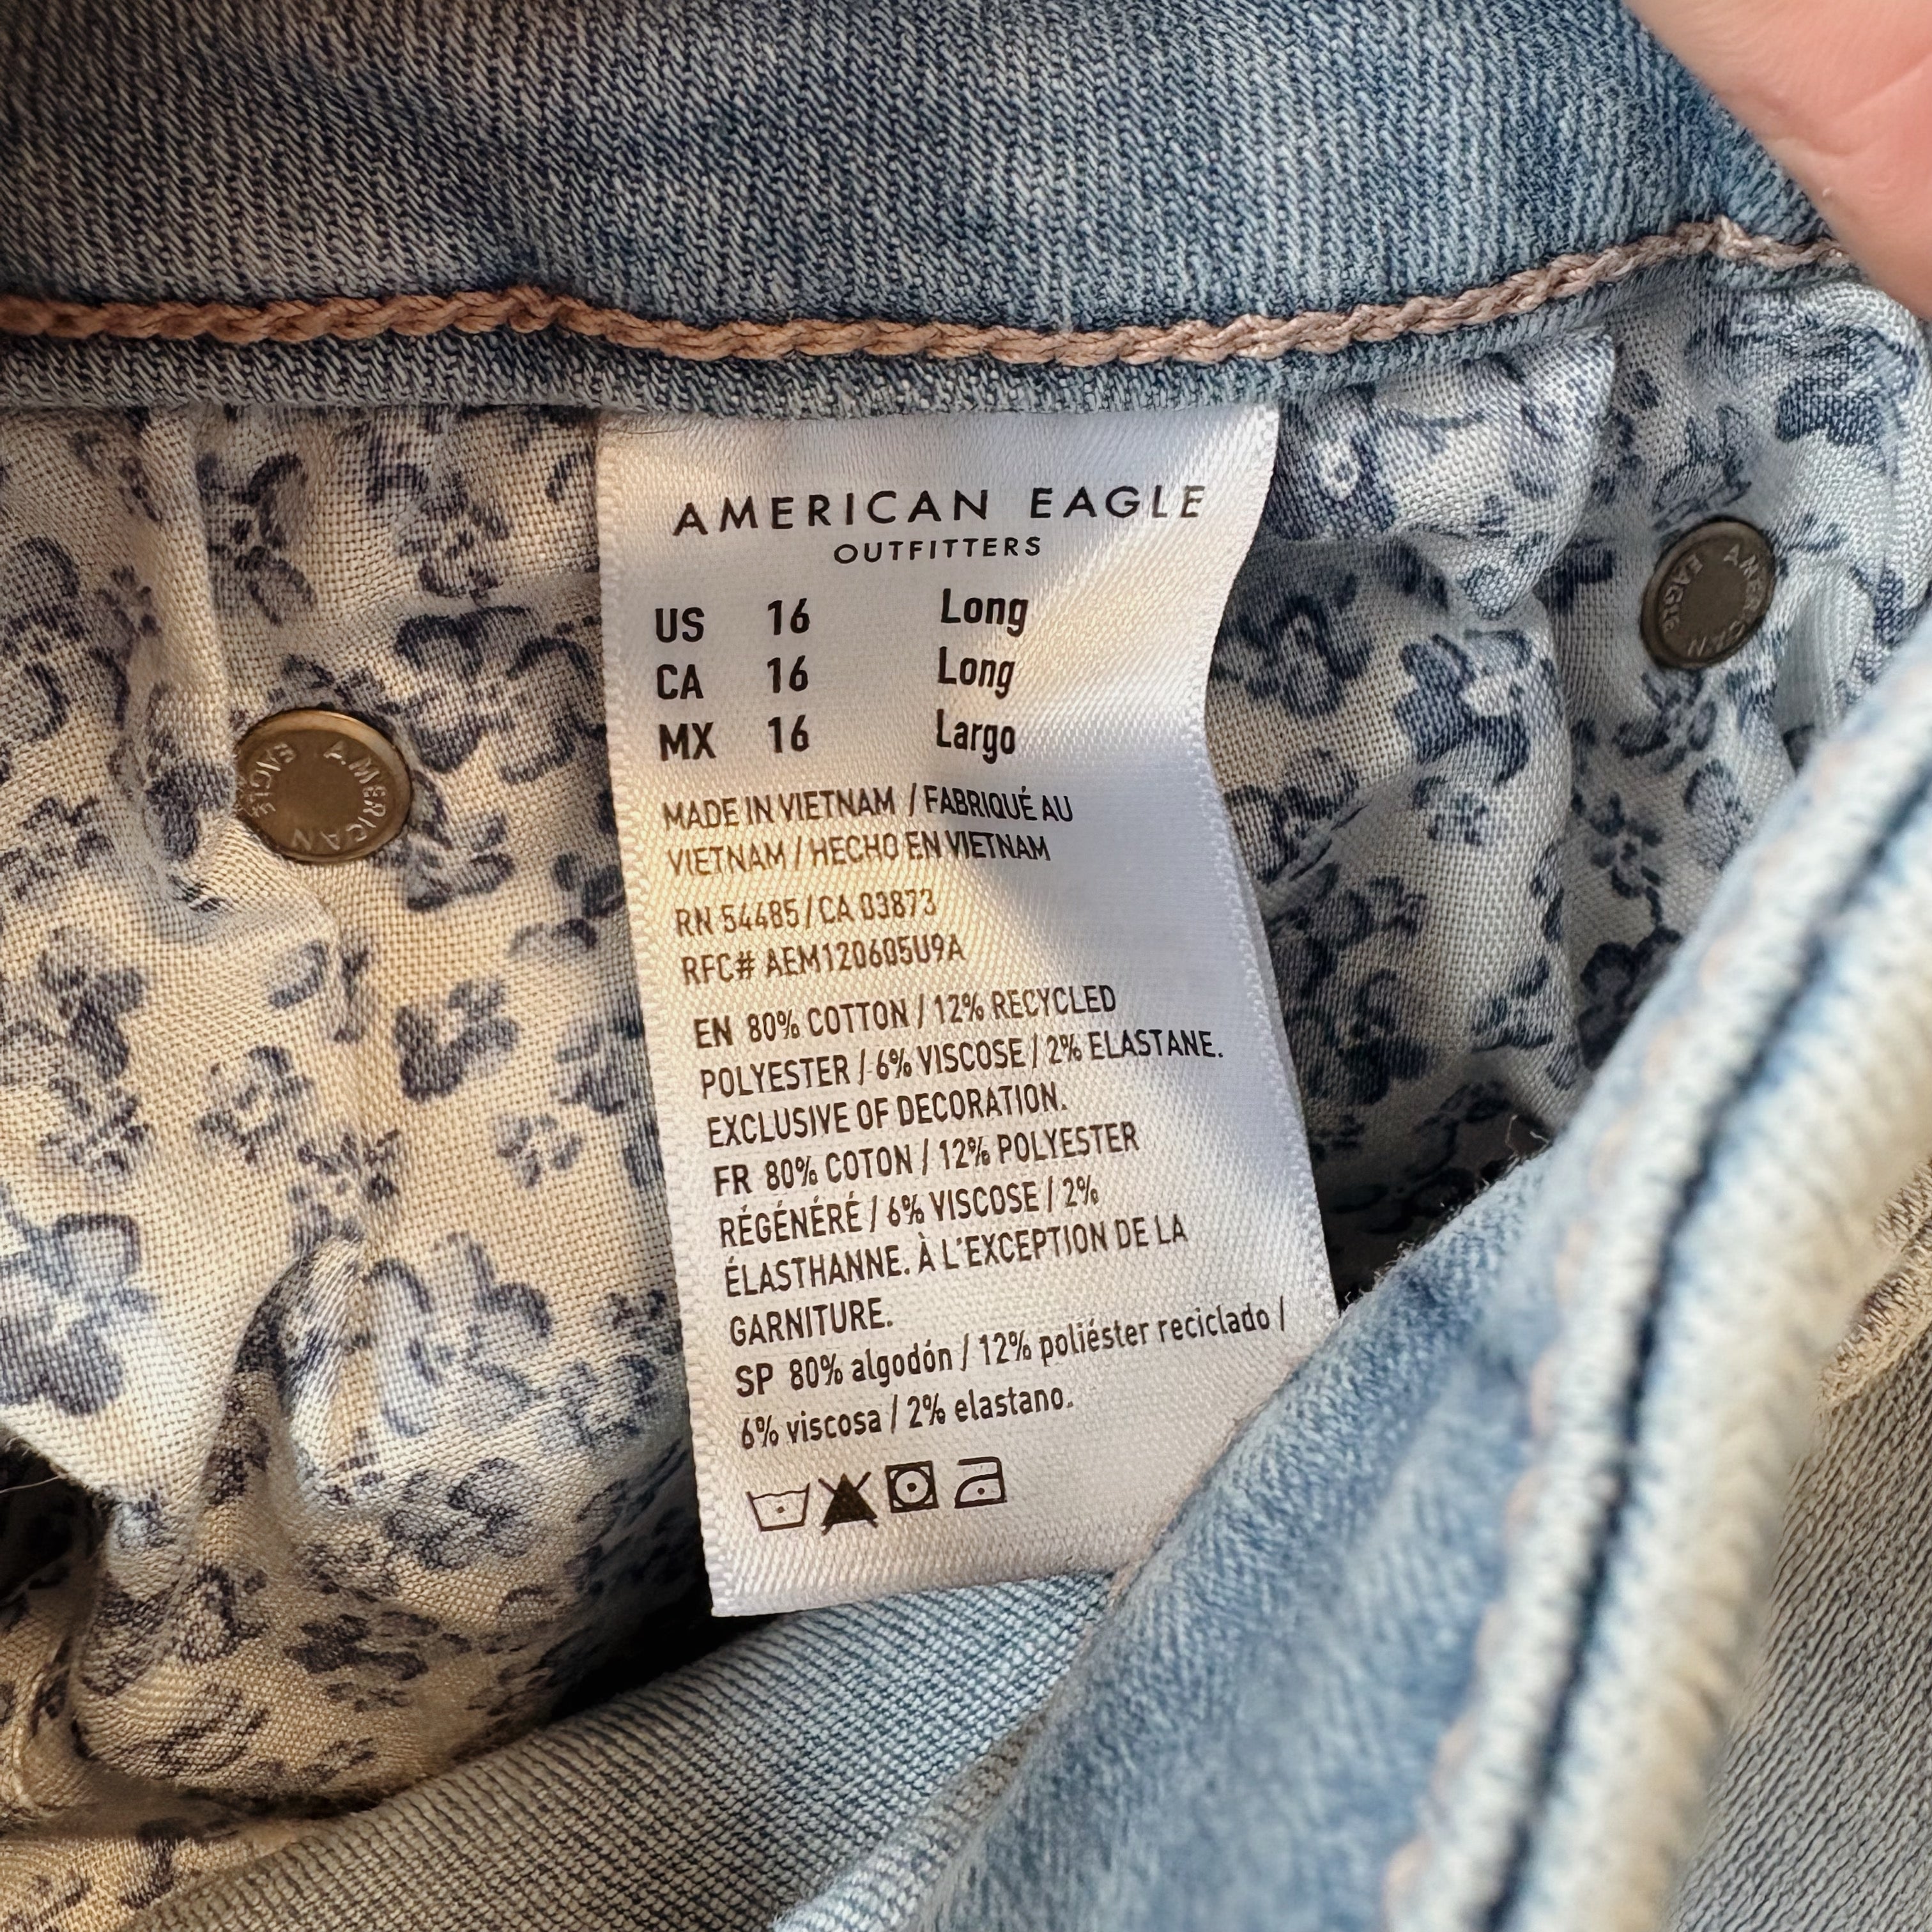 AMERICAN EAGLE
OUTFITTERS
US 16 Long
CA 16 Long
MX 16 Largo
MADE IN VIETNAM / FABRIQUÉ AU
VIETNAM / HECHO EN VIETNAM
RN 54485 / CA 03873
RFC# AEM120605U9A
EN 80% COTTON / 12% RECYCLED
POLYESTER / 6% VISCOSE / 2% ELASTANE.
EXCLUSIVE OF DECORATION.
FR 80% COTON / 12% POLYESTER
RÉGÉNÉRÉ / 6% VISCOSE / 2%
ÉLASTHANNE. À L'EXCEPTION DE LA
GARNITURE.
SP 80% algodón / 12% poliéster reciclado /
6% viscosa / 2% elastano.
AMERICAN
EAGLE
AMERICAN
EAGLE